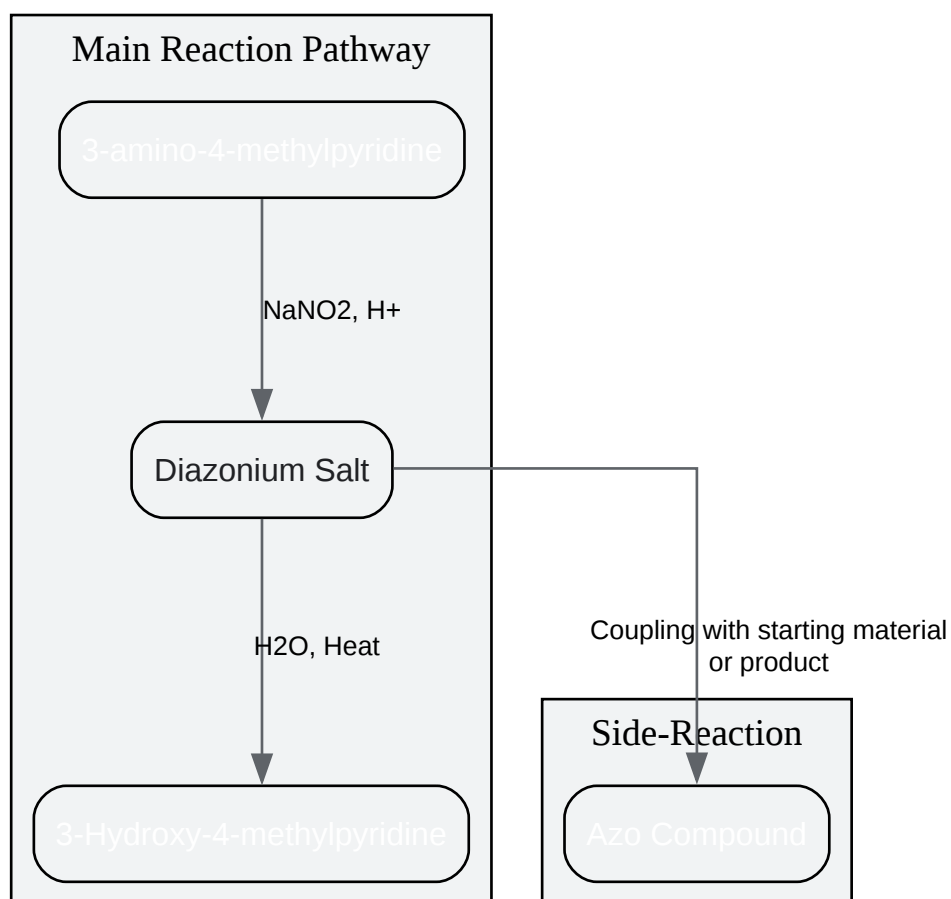 Main Reaction Pathway
3-amino-4-methylpyridine
NaNO2, H+
Diazonium Salt
H2O, Heat
Coupling with starting material
or product
Side-Reaction
3-Hydroxy-4-methylpyridine
Azo Compound